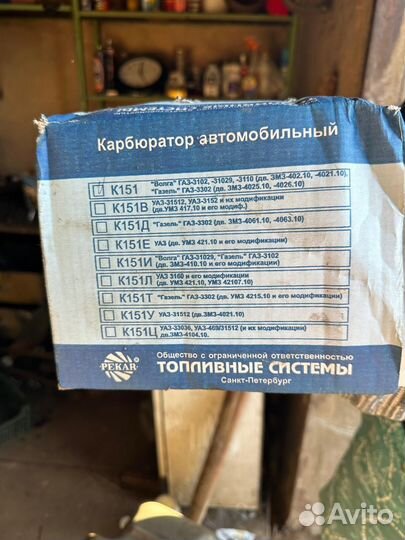 Карбюратор автомобильный
К151 "Волга" ГАЗ-3102, -31029, -3110 (дв. ЗМЗ-402.10, -4021.10)
"Газель" ГАЗ-3302 (дв. ЗМЗ-4025.10, -4026.10)
К151В УАЗ-31512, УАЗ-3152 и их модификации
(дв.УМЗ 417,10 и его модиф.)
К151Д "Газель" ГАЗ-3302 (дв. ЗМЗ-4061.10, -4063.10)
К151Е УАЗ (дв УМЗ 421.10 и его модификации)
К151И "Волга" ГАЗ-31029, "Газель" ГАЗ-3102
(дв. ЗМЗ-410.10 и его модификации)
К151Л УАЗ 3160 и его модификации
(дв. УМЗ 421.10, УМЗ 42107.10)
К151Т "Газель" ГАЗ-3302 (дв УМЗ 4215.10 и его модификации)
К151У УАЗ-31512 (дв.ЗМЗ-4021.10)
К151Ц УАЗ-33036, УАЗ-469/31512 (и их модификации)
дв.ЗМЗ-4104.10.
Общество с ограниченной ответственностью
PEKAR ®
ТОПЛИВНЫЕ СИСТЕМЫ
Санкт-Петербург
Avito